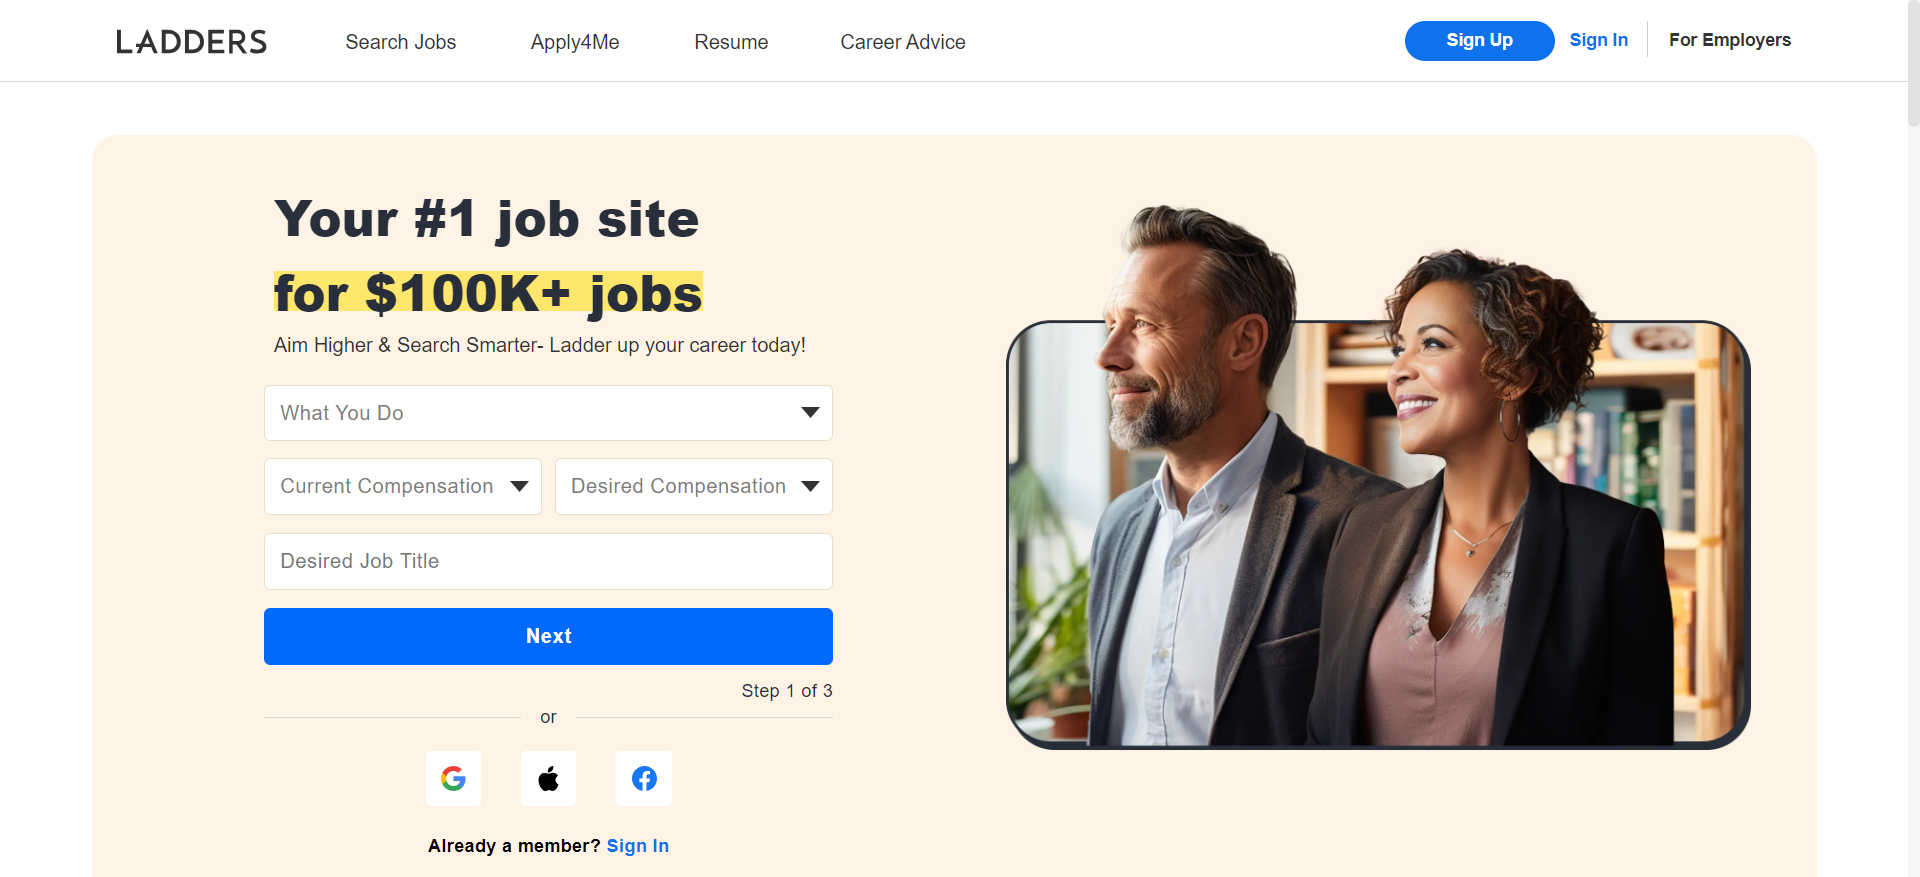 LADDERS
Search Jobs
Apply4Me
Resume
Career Advice
Sign Up
Sign In
For Employers
Your #1 job site
for $100K+ jobs
Aim Higher & Search Smarter- Ladder up your career today!
What You Do
Current Compensation
Desired Compensation
Desired Job Title
Next
Step 1 of 3
or
Already a member? Sign In